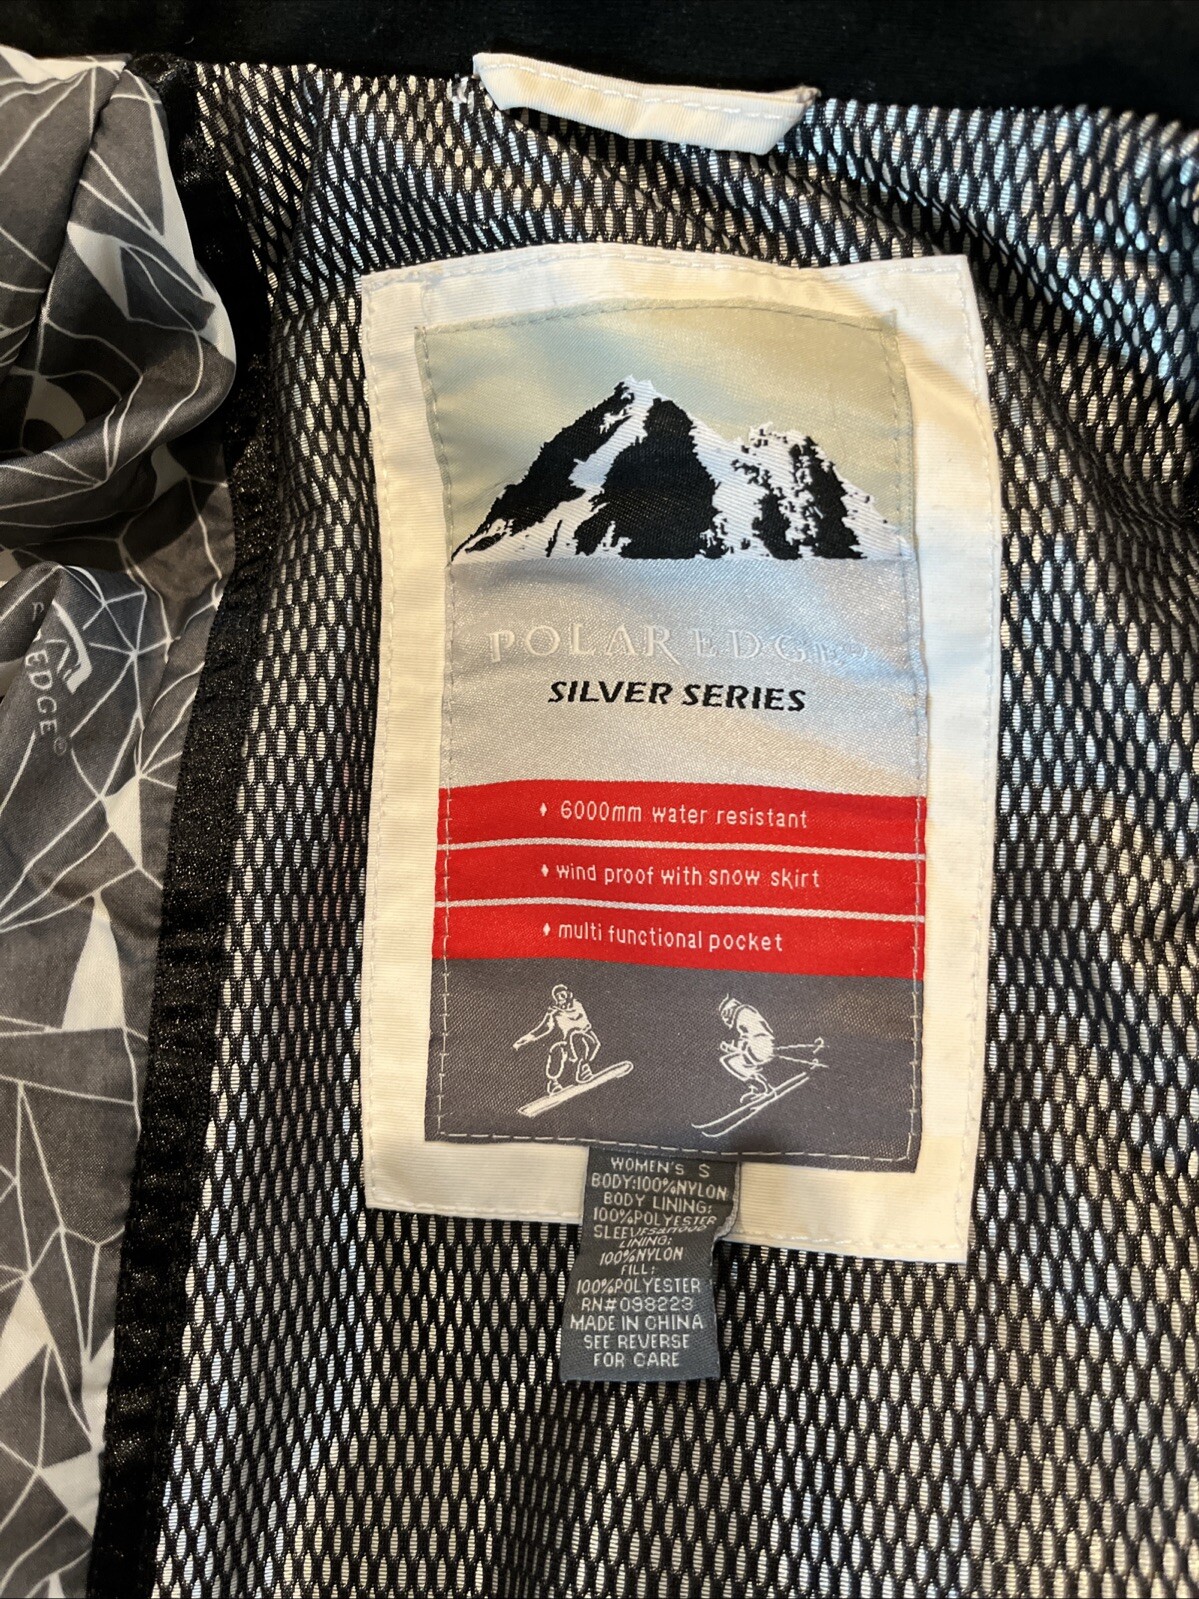 POLAR EDGE®
SILVER SERIES
♦ 6000mm water resistant
♦ wind proof with snow skirt
♦ multi functional pocket
WOMEN'S S
BODY:100%NYLON
BODY LINING:
100%POLYESTER
LINING:
100%NYLON
FILL:
100%POLYESTER
RN#098223
MADE IN CHINA
SEE REVERSE
FOR CARE
EDGE®